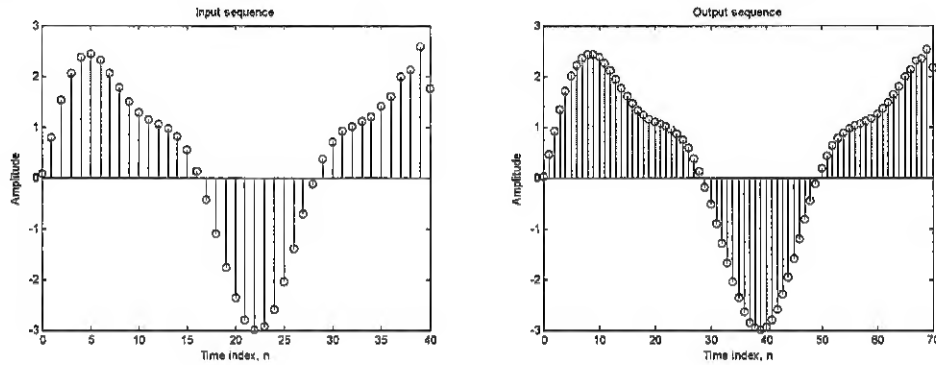 Input sequence
3
2
1
0
-1
-2
-3
Amplitude
0 5 10 15 20 25 30 35 40
Time index, n
Output sequence
3
2
1
0
-1
-2
-3
Amplitude
0 10 20 30 40 50 60 70
Time index, n